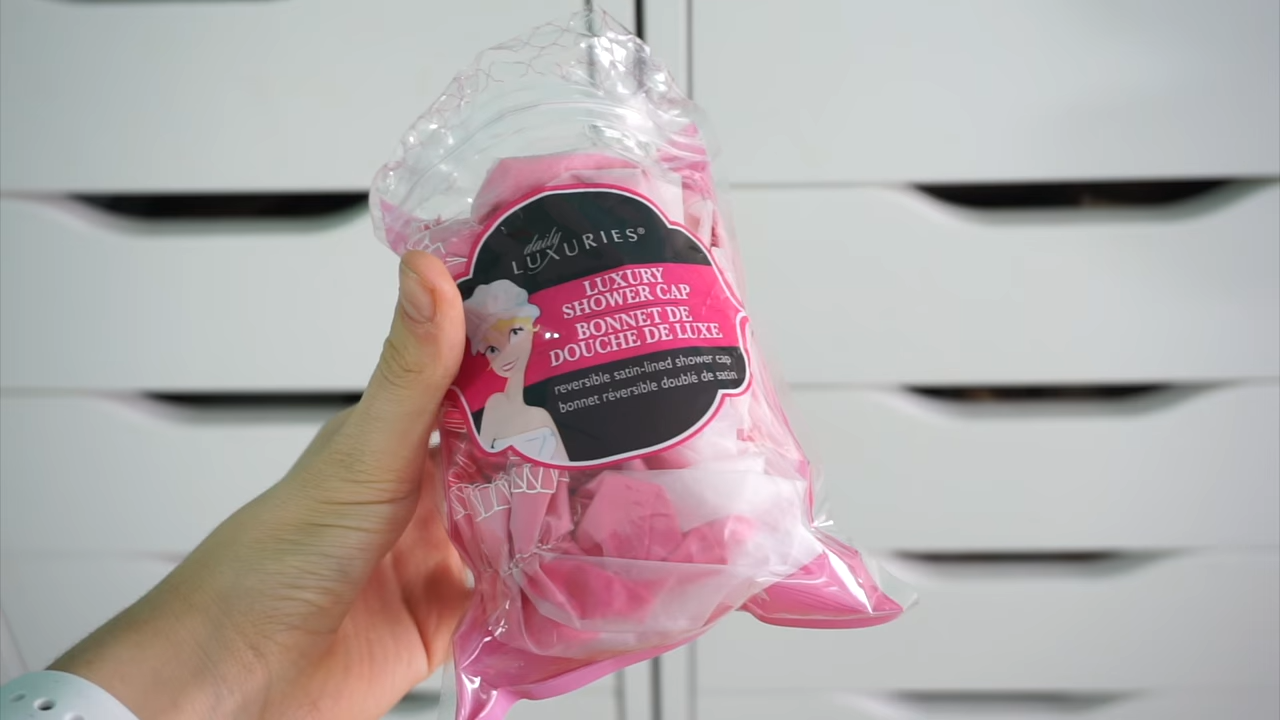 daily
LUXURIES®
LUXURY
SHOWER CAP
BONNET DE
DOUCHE DE LUXE
reversible satin-lined shower cap
bonnet réversible doublé de satin